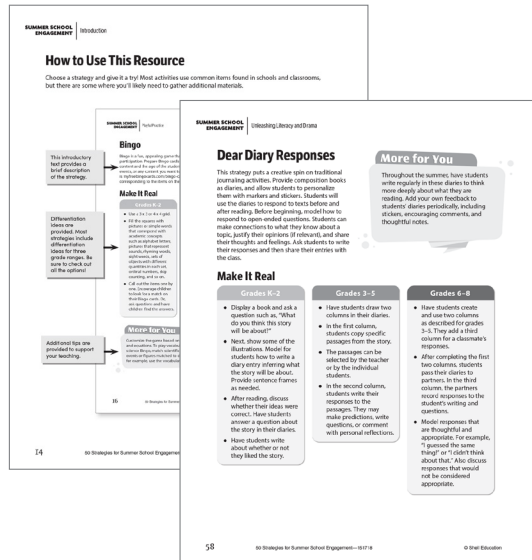 SUMMER SCHOOL
ENGAGEMENT
Introduction
How to Use This Resource
Choose a strategy and give it a try! Most activities use common items found in schools and classrooms,
but there are some where you'll likely need to gather additional materials.
This introductory
text provides a
brief description
of the strategy.
Differentiation
ideas are
provided. Most
strategies include
differentiation
ideas for three
grade ranges. Be
sure to check out
all the options!
Additional tips are
provided to support
your teaching.
SUMMER SCHOOL
ENGAGEMENT
Playful Practice
Bingo
Make It Real
Grades K–2
More for You
16
14
50 Strategies for Summer School Engagement
SUMMER SCHOOL
ENGAGEMENT
Unleashing Literacy and Drama
Dear Diary Responses
This strategy puts a creative spin on traditional
journaling activities. Provide composition books
as diaries, and allow students to personalize
them with markers and stickers. Students will
use the diaries to respond to texts before and
after reading. Before beginning, model how to
respond to open-ended questions. Students can
make connections to what they know about a
topic, justify their opinions (if relevant), and share
their thoughts and feelings. Ask students to write
their responses and then share their entries with
the class.
More for You
Throughout the summer, have students
write regularly in these diaries to think
more deeply about what they are
reading. Add your own feedback to
students' diaries periodically, including
stickers, encouraging comments, and
thoughtful notes.
Make It Real
Grades K–2
• Display a book and ask a
question such as, "What
do you think this story
will be about?"
• Next, show some of the
illustrations. Model for
students how to write a
diary entry inferring what
the story will be about.
Provide sentence frames
as needed.
• After reading, discuss
whether their ideas were
correct. Have students
answer a question about
the story in their diaries.
• Have students write
about whether or not
they liked the story.
Grades 3–5
• Have students draw two
columns in their diaries.
• In the first column,
students copy specific
passages from the story.
• The passages can be
selected by the teacher
or by the individual
students.
• In the second column,
students write their
responses to the
passages. They may
make predictions, write
questions, or comment
with personal reflections.
Grades 6–8
• Have students create
and use two columns
as described for grades
3–5. They add a third
column for a classmate's
responses.
• After completing the first
two columns, students
pass their diaries to
partners. In the third
column, the partners
record responses to the
student's writing and
questions.
• Model responses that
are thoughtful and
appropriate. For example,
"I guessed the same
thing!" or "I didn't think
about that." Also discuss
responses that would
not be considered
appropriate.
58
50 Strategies for Summer School Engagement—151718
© Shell Education